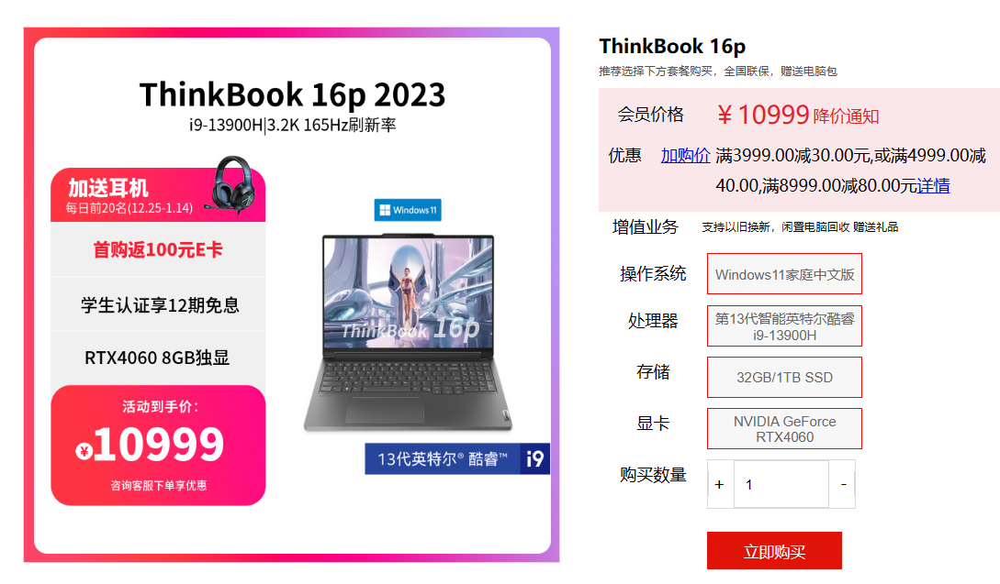 ThinkBook 16p 2023
i9-13900H|3.2K 165Hz刷新率
加送耳机
每日前20名(12.25-1.14)
首购返100元E卡
学生认证享12期免息
RTX4060 8GB独显
活动到手价：
¥10999
咨询客服下单享优惠
Windows 11
ThinkBook 16p
13代英特尔® 酷睿™ i9
ThinkBook 16p
推荐选择下方套餐购买，全国联保，赠送电脑包
会员价格 ¥10999 降价通知
优惠 加购价 满3999.00减30.00元,或满4999.00减
40.00,满8999.00减80.00元详情
增值业务 支持以旧换新，闲置电脑回收 赠送礼品
操作系统 Windows11家庭中文版
处理器 第13代智能英特尔酷睿
i9-13900H
存储 32GB/1TB SSD
显卡 NVIDIA GeForce
RTX4060
购买数量 + 1 -
立即购买